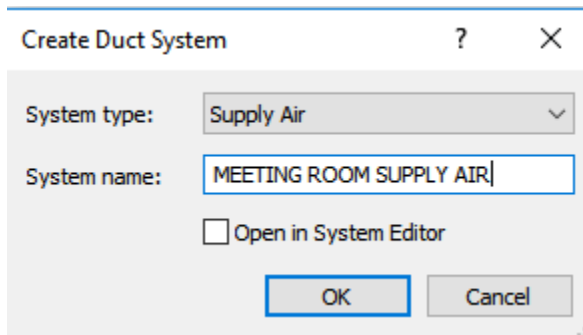 Create Duct System ?
System type: Supply Air
System name: MEETING ROOM SUPPLY AIR
Open in System Editor
OK Cancel